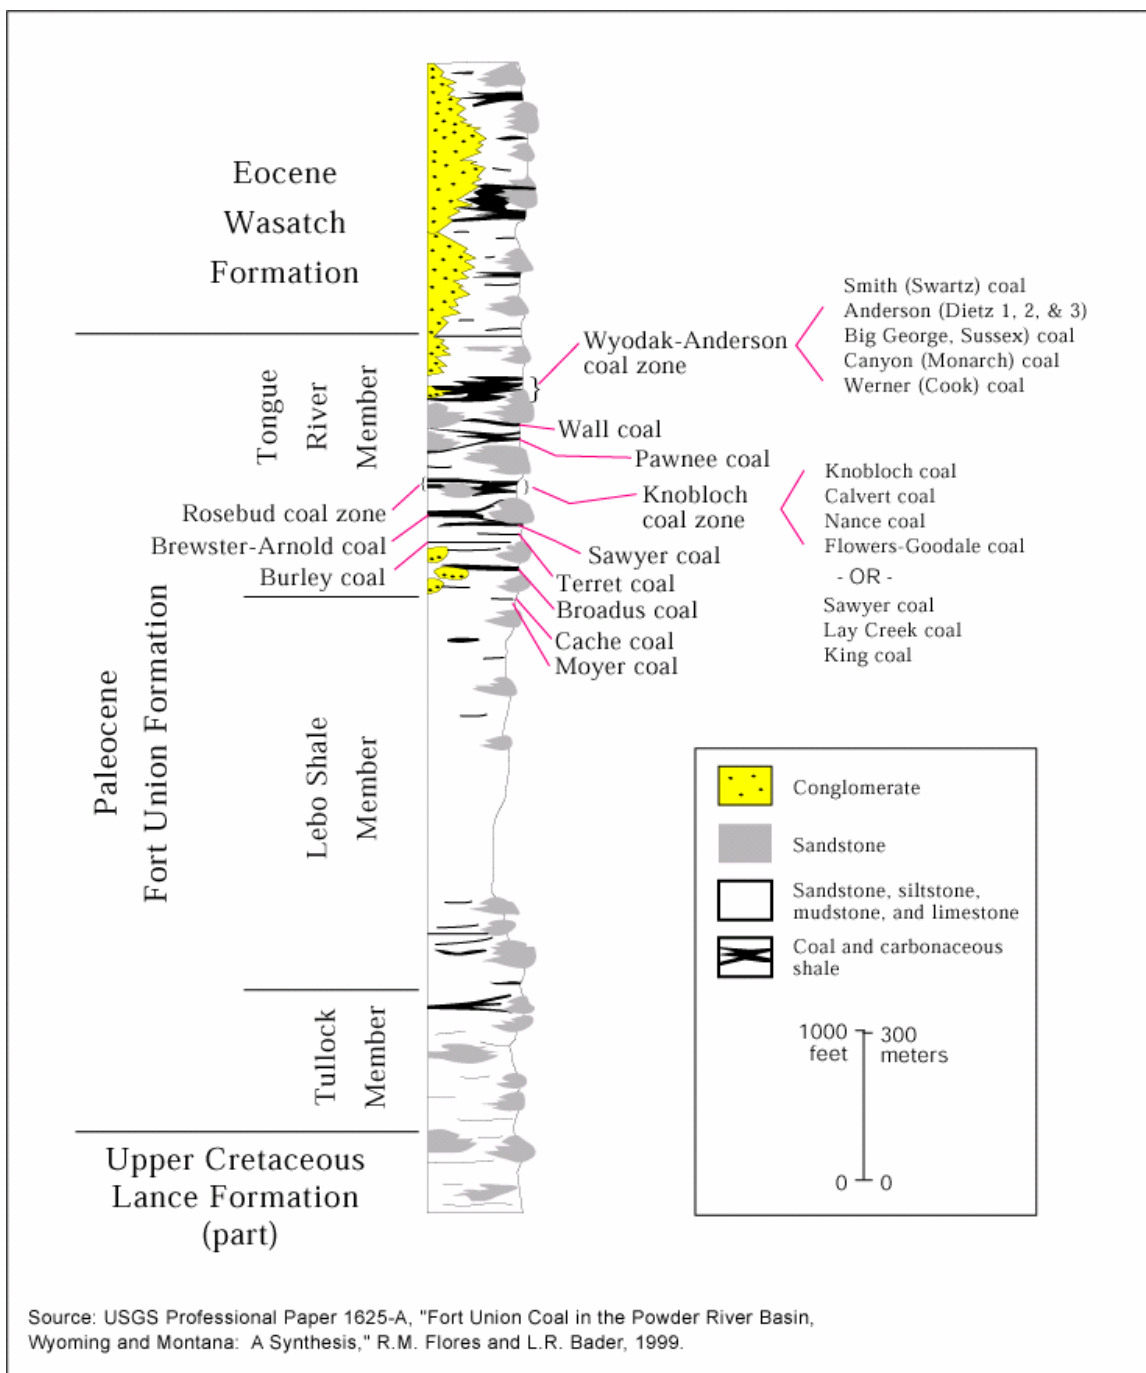 Eocene
Wasatch
Formation
Tongue
River
Member
Wyodak-Anderson
coal zone
Smith (Swartz) coal
Anderson (Dietz 1, 2, & 3)
Big George, Sussex) coal
Canyon (Monarch) coal
Werner (Cook) coal
Wall coal
Pawnee coal
Rosebud coal zone
Brewster-Arnold coal
Burley coal
Knobloch
coal zone
Knobloch coal
Calvert coal
Nance coal
Flowers-Goodale coal
- OR -
Sawyer coal
Lay Creek coal
King coal
Sawyer coal
Terret coal
Broadus coal
Cache coal
Moyer coal
Paleocene
Fort Union Formation
Lebo Shale
Member
Tullock
Member
Upper Cretaceous
Lance Formation
(part)
Conglomerate
Sandstone
Sandstone, siltstone,
mudstone, and limestone
Coal and carbonaceous
shale
1000 300
feet meters
0 0
Source: USGS Professional Paper 1625-A, "Fort Union Coal in the Powder River Basin,
Wyoming and Montana: A Synthesis," R.M. Flores and L.R. Bader, 1999.